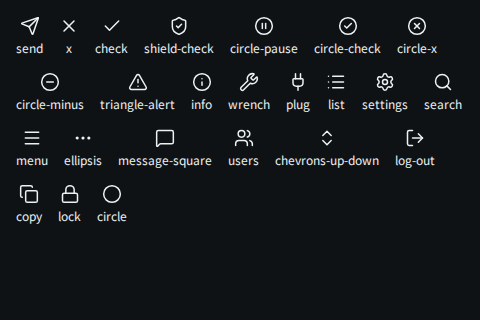 send x check shield-check circle-pause circle-check circle-x
circle-minus triangle-alert info wrench plug list settings search
menu ellipsis message-square users chevrons-up-down log-out
copy lock circle